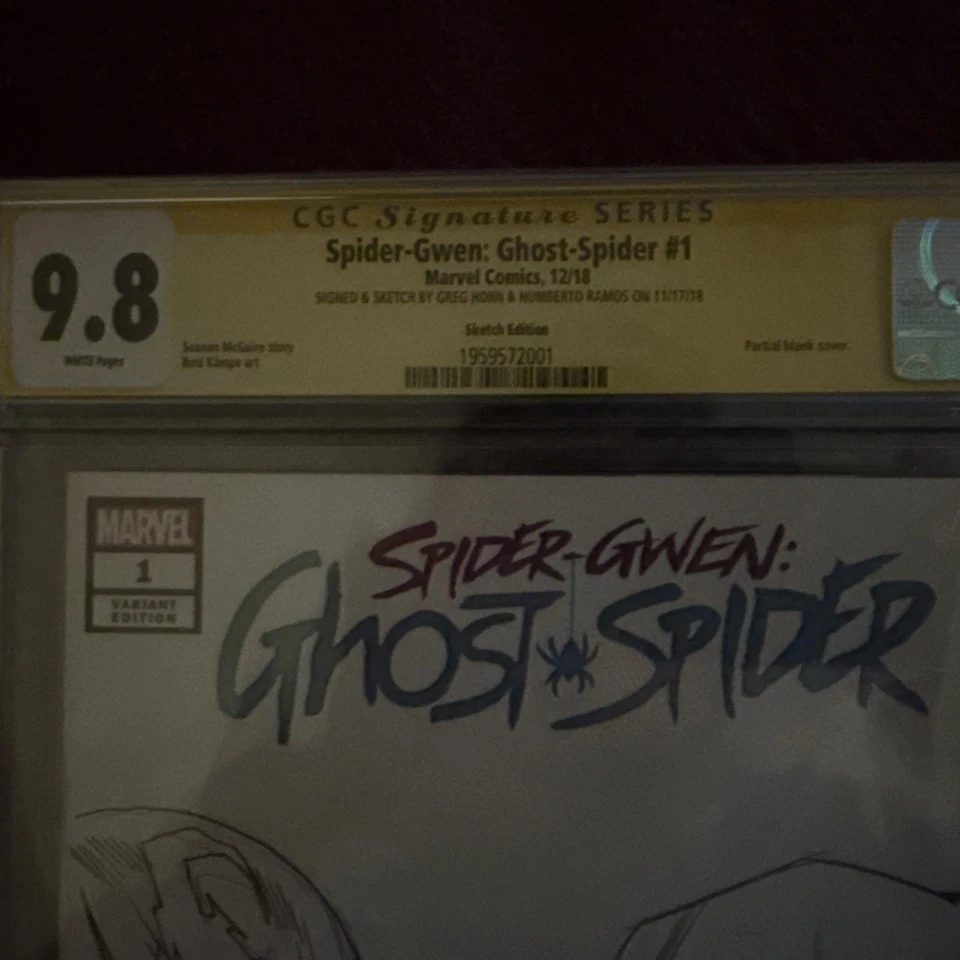 CGC Signature SERIES
Spider-Gwen: Ghost-Spider #1
Marvel Comics, 12/18
SIGNED & SKETCH BY GREG HORN & HUMBERTO RAMOS ON 11/17/18
9.8
WHITE Pages
Seanan McGuire story
Rosi Kämpe art
Sketch Edition
1959572001
Partial blank cover.
MARVEL
1
VARIANT
EDITION
SPIDER-GWEN:
GHOST SPIDER